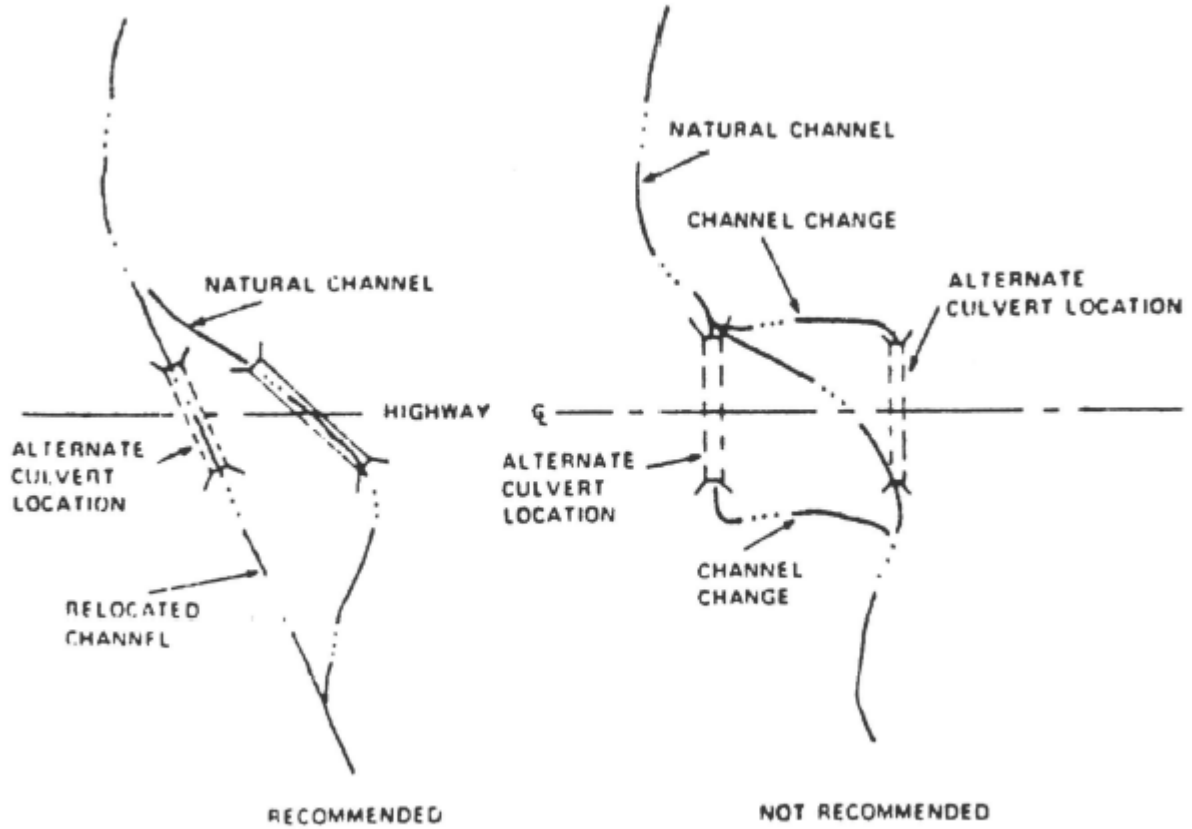 NATURAL CHANNEL
CHANNEL CHANGE
NATURAL CHANNEL
ALTERNATE
CULVERT LOCATION
HIGHWAY ℄
ALTERNATE
CULVERT
LOCATION
ALTERNATE
CULVERT
LOCATION
CHANNEL
CHANGE
RELOCATED
CHANNEL
RECOMMENDED
NOT RECOMMENDED